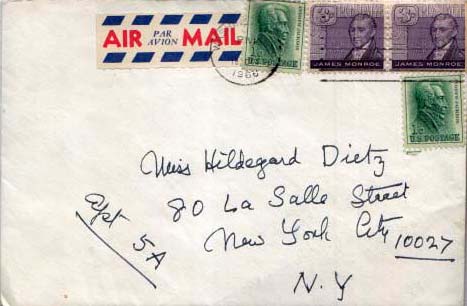 AIR PAR AVION MAIL
1966
U.S. POSTAGE
JAMES MONROE
JAMES MONROE
U.S. POSTAGE
Miss Hildegard Dietz
80 La Salle Street
New York City 10027
Apt 5A
N.Y